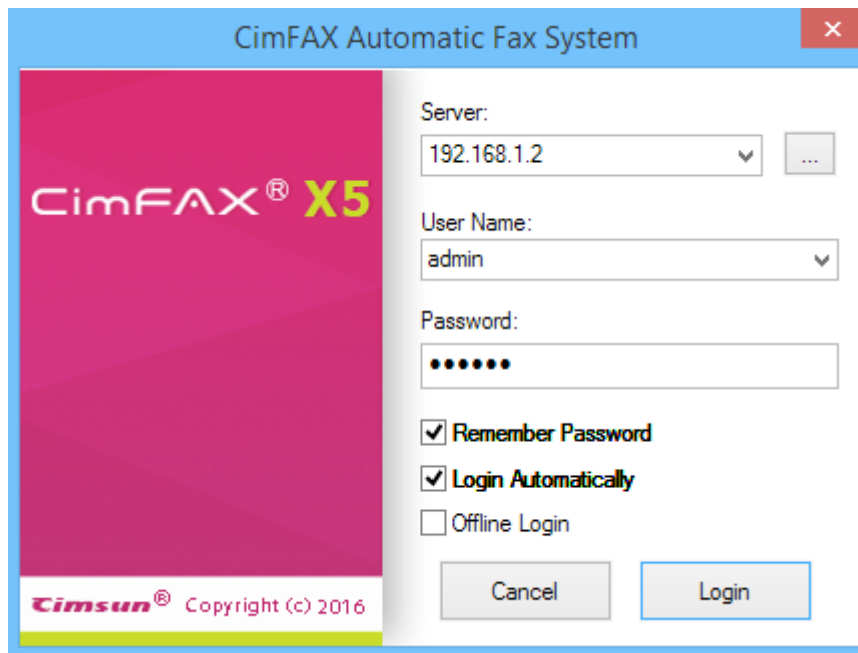 CimFAX Automatic Fax System
CimFAX® X5
Server:
192.168.1.2
...
User Name:
admin
Password:
●●●●●●
Remember Password
Login Automatically
Offline Login
Cancel
Login
Cimsun® Copyright (c) 2016